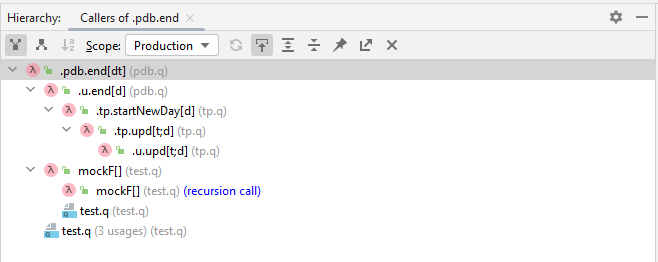 Hierarchy: Callers of .pdb.end
Scope: Production
λ .pdb.end[dt] (pdb.q)
λ .u.end[d] (pdb.q)
λ .tp.startNewDay[d] (tp.q)
λ .tp.upd[t;d] (tp.q)
λ .u.upd[t;d] (tp.q)
λ mockF[] (test.q)
λ mockF[] (test.q) (recursion call)
test.q (test.q)
test.q (3 usages) (test.q)